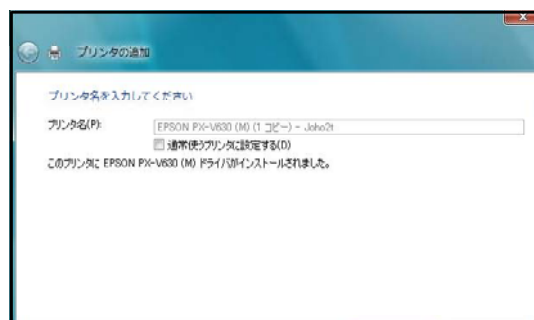 プリンタの追加
プリンタ名を入力してください
プリンタ名(P): EPSON PX-V630 (M) (1 コピー) - Joho2t
通常使うプリンタに設定する(D)
このプリンタに EPSON PX-V630 (M) ドライバがインストールされました。